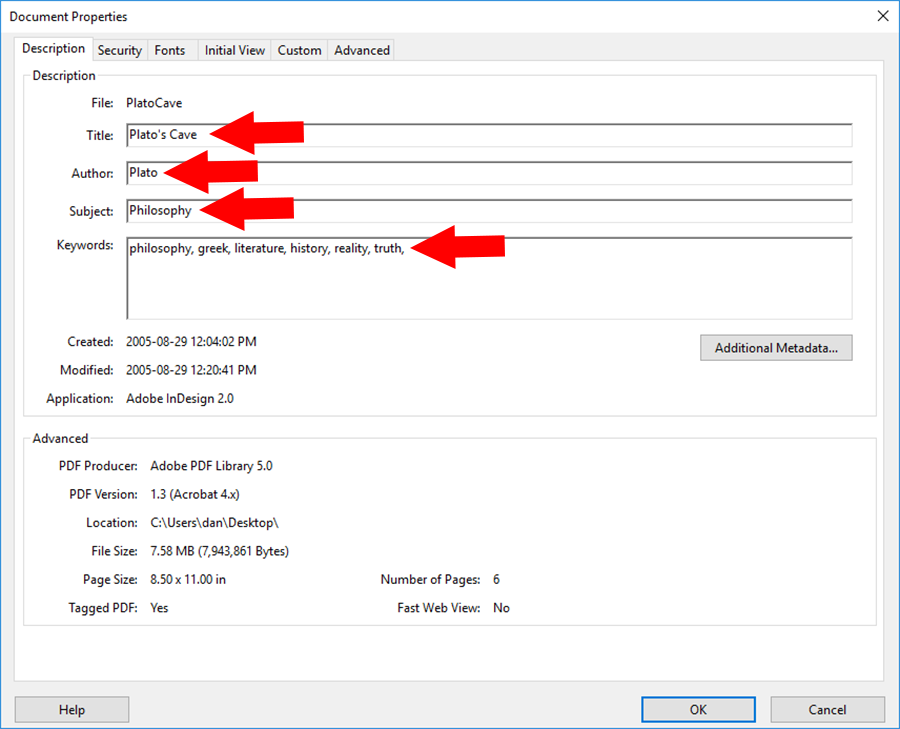 Document Properties
Description Security Fonts Initial View Custom Advanced
Description
File: PlatoCave
Title: Plato's Cave
Author: Plato
Subject: Philosophy
Keywords: philosophy, greek, literature, history, reality, truth,
Created: 2005-08-29 12:04:02 PM
Additional Metadata...
Modified: 2005-08-29 12:20:41 PM
Application: Adobe InDesign 2.0
Advanced
PDF Producer: Adobe PDF Library 5.0
PDF Version: 1.3 (Acrobat 4.x)
Location: C:\Users\dan\Desktop\
File Size: 7.58 MB (7,943,861 Bytes)
Page Size: 8.50 x 11.00 in Number of Pages: 6
Tagged PDF: Yes Fast Web View: No
Help OK Cancel